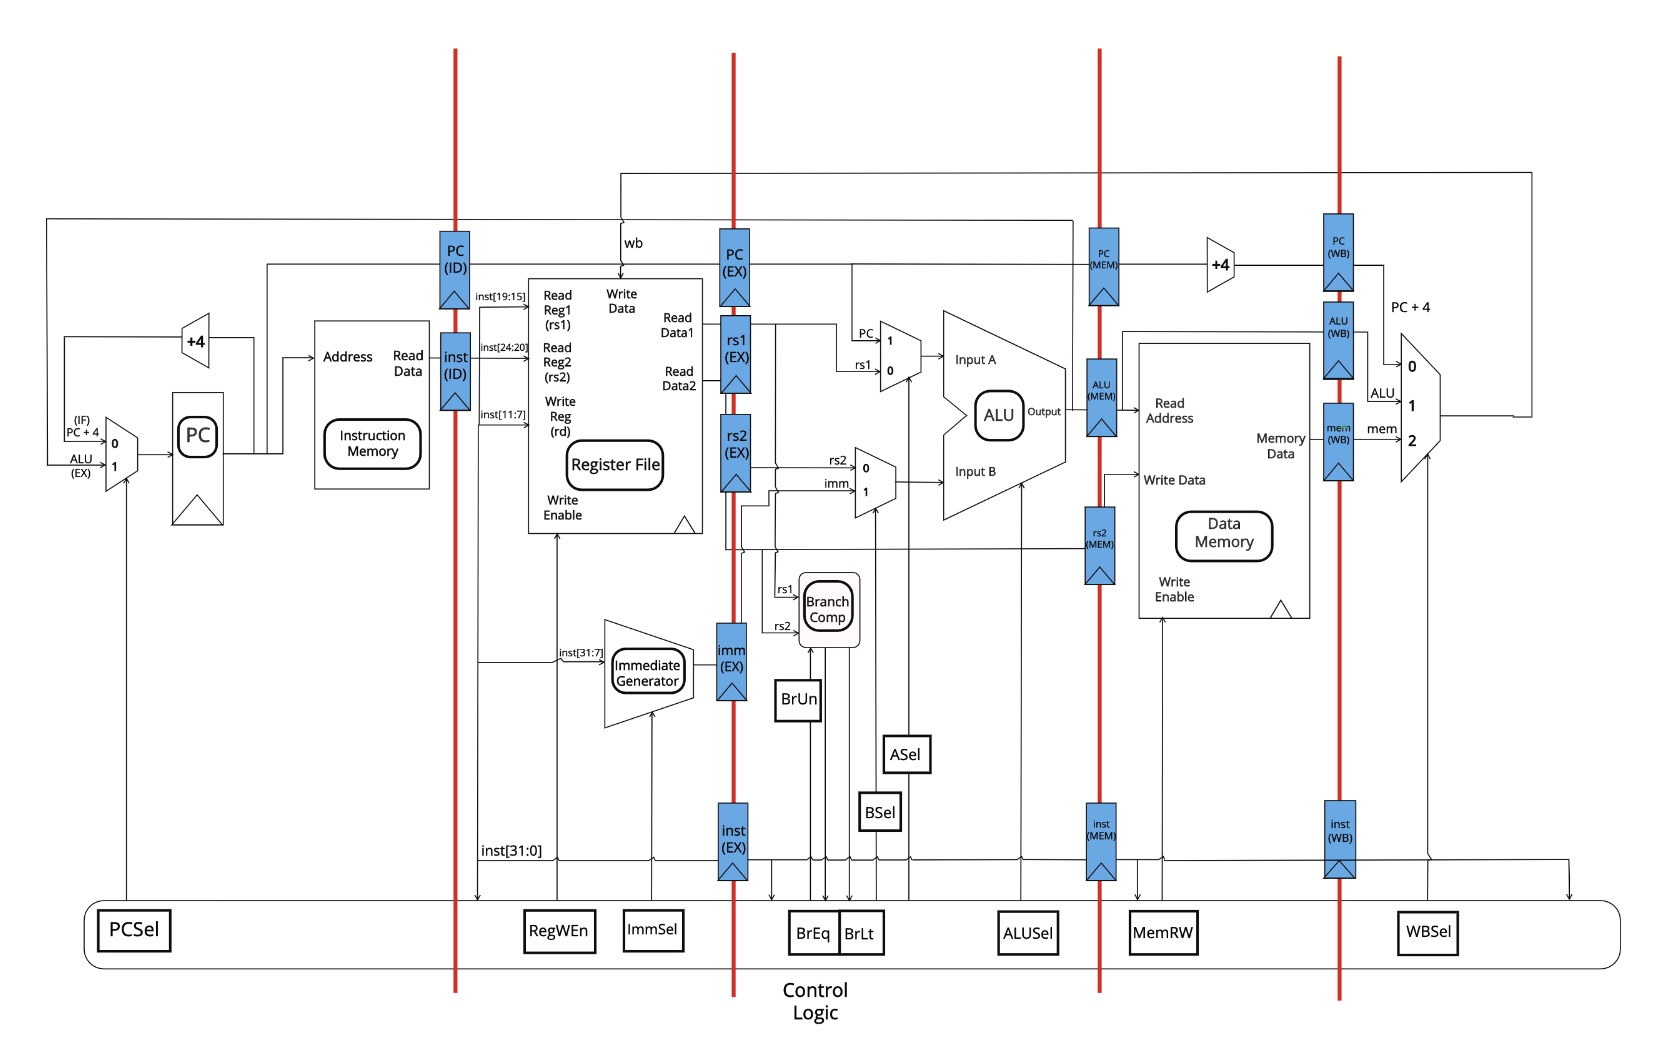 wb
PC
(ID)
PC
(EX)
PC
(MEM)
+4
PC
(WB)
PC + 4
+4
Address
Read
Data
Instruction
Memory
inst
(ID)
inst[19:15]
inst[24:20]
inst[11:7]
Read
Reg1
(rs1)
Read
Reg2
(rs2)
Write
Reg
(rd)
Write
Data
Read
Data1
Read
Data2
Register File
Write
Enable
rs1
(EX)
rs2
(EX)
PC
1
rs1
0
rs2
0
imm
1
Input A
ALU
Output
Input B
ALU
(MEM)
rs2
(MEM)
Read
Address
Write Data
Memory
Data
Data
Memory
Write
Enable
ALU
(WB)
mem
(WB)
ALU
mem
0
1
2
(IF)
PC + 4
0
ALU
(EX)
1
PC
inst[31:7]
Immediate
Generator
imm
(EX)
rs1
rs2
Branch
Comp
BrUn
ASel
BSel
inst[31:0]
inst
(EX)
inst
(MEM)
inst
(WB)
PCSel
RegWEn
ImmSel
BrEq
BrLt
ALUSel
MemRW
WBSel
Control
Logic